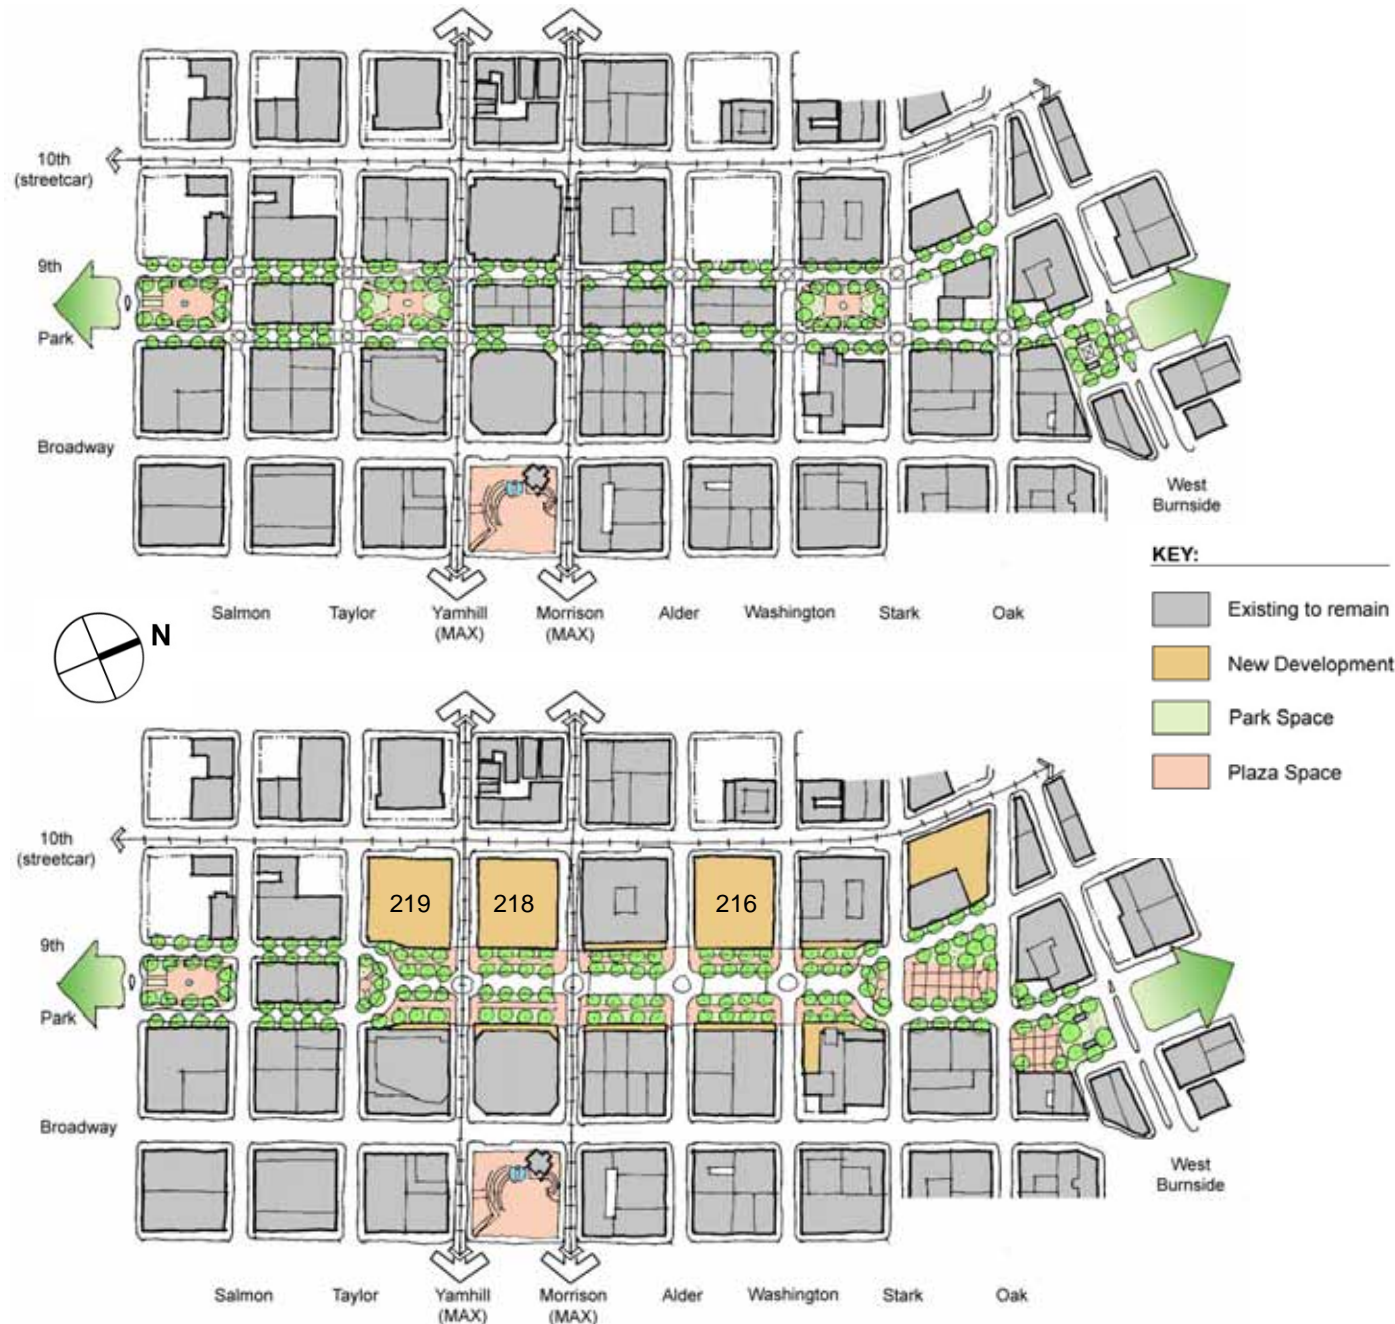 10th
(streetcar)
9th
Park
Broadway
West
Burnside
Salmon Taylor Yamhill Morrison Alder Washington Stark Oak
(MAX) (MAX)
N
KEY:
Existing to remain
New Development
Park Space
Plaza Space
10th
(streetcar)
219 218 216
9th
Park
Broadway
West
Burnside
Salmon Taylor Yamhill Morrison Alder Washington Stark Oak
(MAX) (MAX)